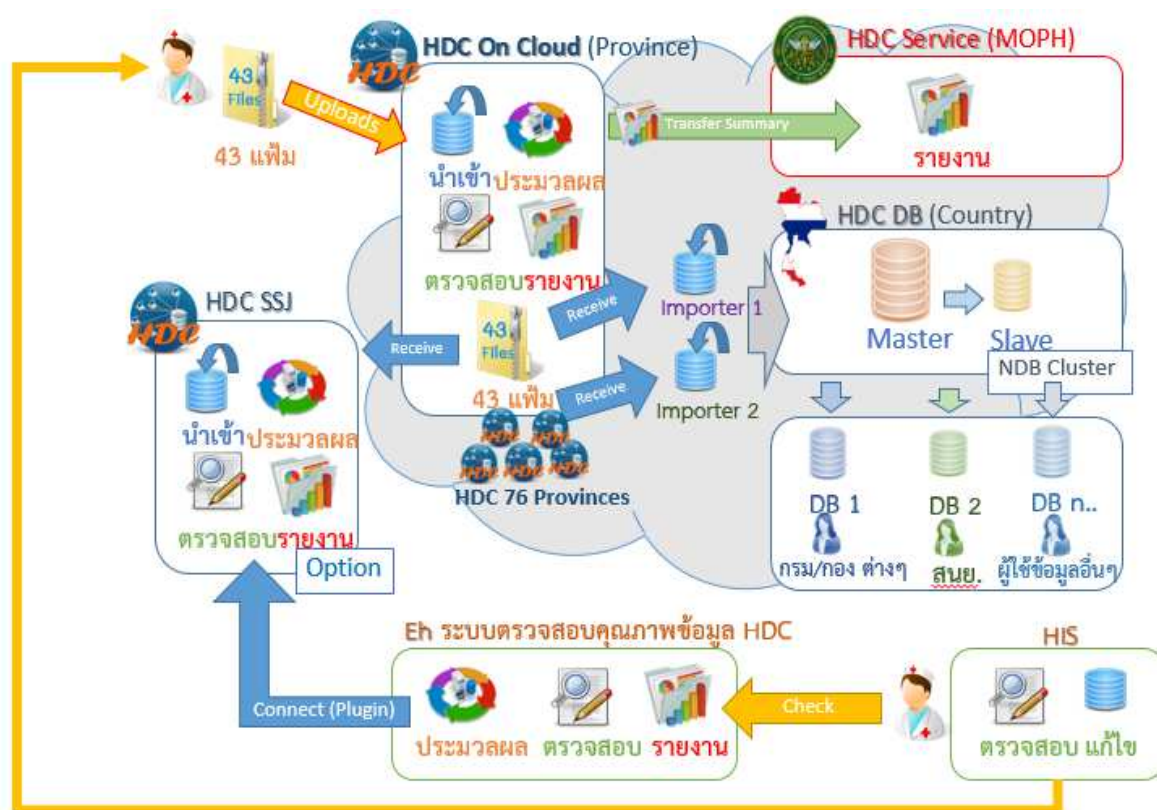 HDC On Cloud (Province)
HDC Service (MOPH)
43
Files
HDC
Uploads
43 แฟ้ม
นำเข้า
ประมวลผล
ตรวจสอบ
รายงาน
Transfer Summary
รายงาน
HDC DB (Country)
Master
Slave
NDB Cluster
Importer 1
Importer 2
Receive
Receive
Receive
43
Files
43 แฟ้ม
HDC
HDC
HDC
HDC
HDC
HDC 76 Provinces
HDC SSJ
HDC
นำเข้า
ประมวลผล
ตรวจสอบ
รายงาน
Option
DB 1
DB 2
DB n..
กรม/กอง ต่างๆ
สนย.
ผู้ใช้ข้อมูลอื่นๆ
Eh ระบบตรวจสอบคุณภาพข้อมูล HDC
HIS
Connect (Plugin)
Check
ประมวลผล
ตรวจสอบ
รายงาน
ตรวจสอบ
แก้ไข